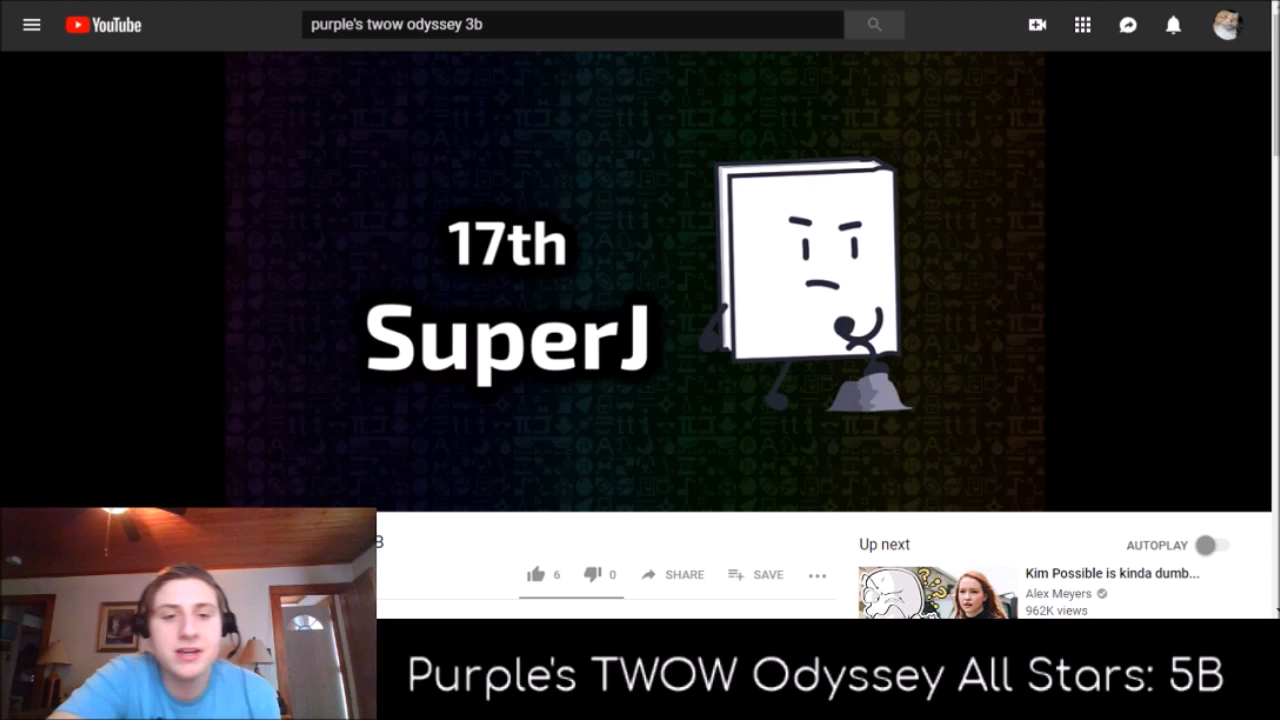 YouTube
purple's twow odyssey 3b
17th
SuperJ
B
6
0
SHARE
SAVE
Up next
AUTOPLAY
Kim Possible is kinda dumb...
Alex Meyers
962K views
Purple's TWOW Odyssey All Stars: 5B